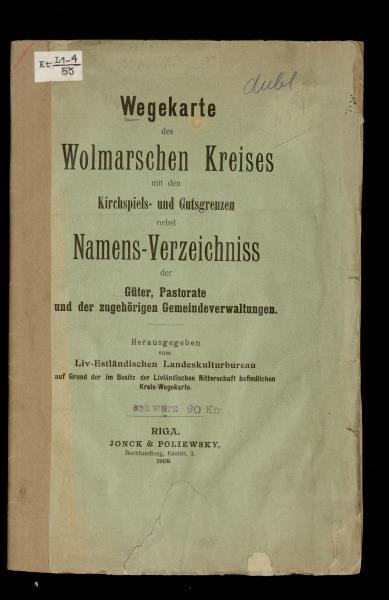 Kt L1-4
53
dubl.
Wegekarte
des
Wolmarschen Kreises
mit den
Kirchspiels- und Gutsgrenzen
nebst
Namens-Verzeichniss
der
Güter, Pastorate
und der zugehörigen Gemeindeverwaltungen.
Herausgegeben
vom
Liv-Estländischen Landeskulturbureau
auf Grund der im Besitz der Livländischen Ritterschaft befindlichen
Kreis-Wegekarte.
schwarz 90 Ko
RIGA.
JONCK & POLIEWSKY,
Buchhandlung, Kaufstr. 3.
1908.